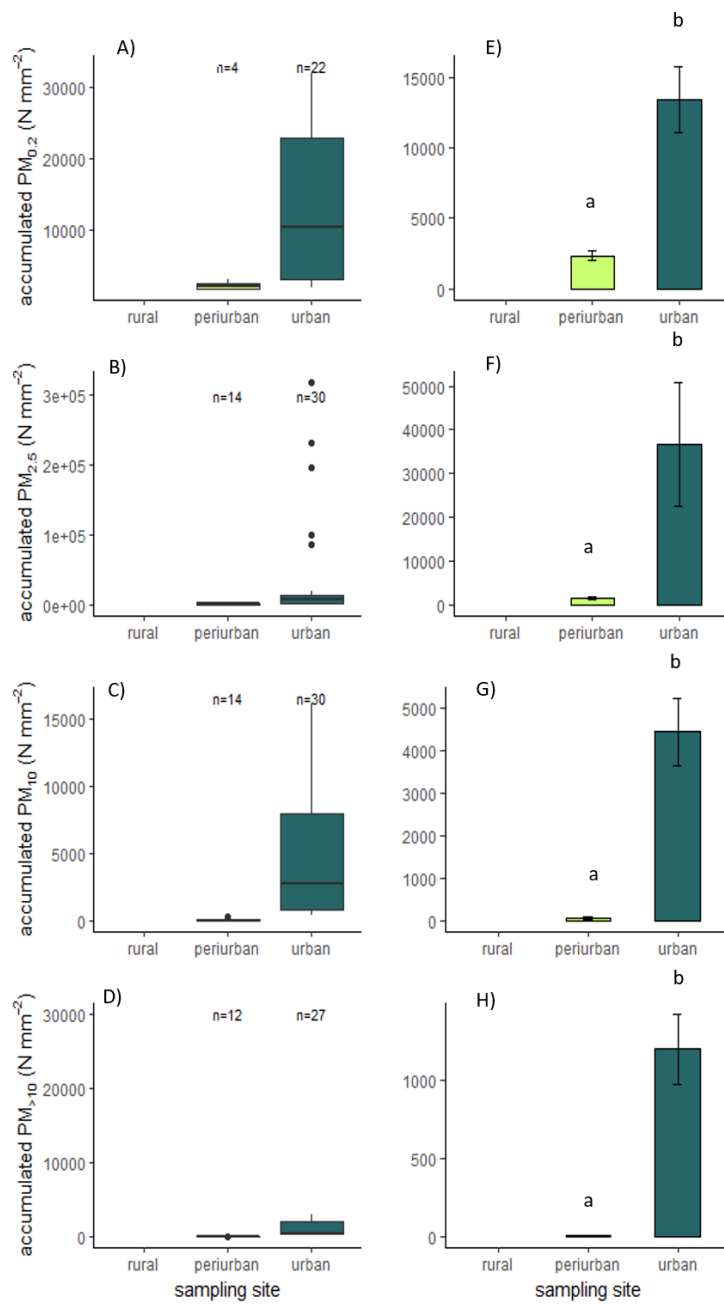 A)
n=4 n=22
accumulated PM0.2 (N mm−2)
30000
20000
10000
rural periurban urban
E)
b
a
15000
10000
5000
0
rural periurban urban
B)
n=14 n=30
accumulated PM2.5 (N mm−2)
3e+05
2e+05
1e+05
0e+00
rural periurban urban
F)
b
a
50000
40000
30000
20000
10000
0
rural periurban urban
C)
n=14 n=30
accumulated PM10 (N mm−2)
15000
10000
5000
0
rural periurban urban
G)
b
a
5000
4000
3000
2000
1000
0
rural periurban urban
D)
n=12 n=27
accumulated PM>10 (N mm−2)
30000
20000
10000
0
rural periurban urban
sampling site
H)
b
a
1000
500
0
rural periurban urban
sampling site